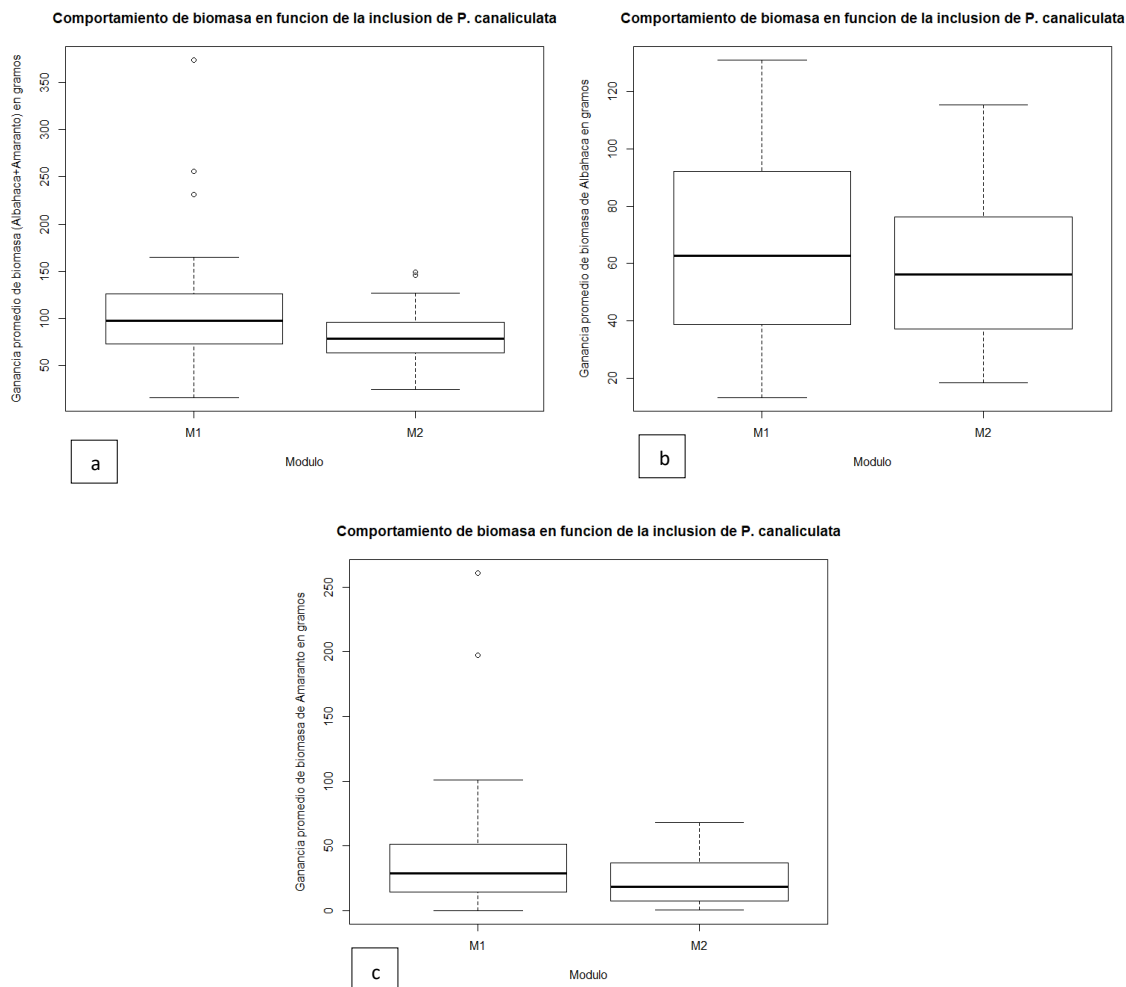 Comportamiento de biomasa en funcion de la inclusion de P. canaliculata
Ganancia promedio de biomasa (Albahaca+Amaranto) en gramos
350
300
250
200
150
100
50
M1
M2
Modulo
a
Comportamiento de biomasa en funcion de la inclusion de P. canaliculata
Ganancia promedio de biomasa de Albahaca en gramos
120
100
80
60
40
20
M1
M2
Modulo
b
Comportamiento de biomasa en funcion de la inclusion de P. canaliculata
Ganancia promedio de biomasa de Amaranto en gramos
250
200
150
100
50
0
M1
M2
Modulo
c